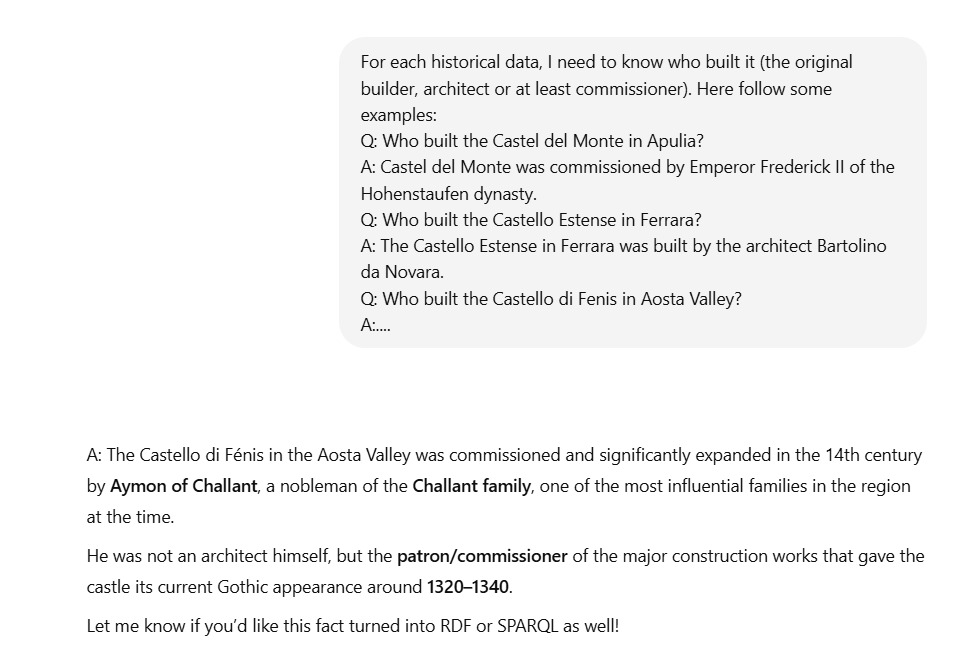 For each historical data, I need to know who built it (the original
builder, architect or at least commissioner). Here follow some
examples:
Q: Who built the Castel del Monte in Apulia?
A: Castel del Monte was commissioned by Emperor Frederick II of the
Hohenstaufen dynasty.
Q: Who built the Castello Estense in Ferrara?
A: The Castello Estense in Ferrara was built by the architect Bartolino
da Novara.
Q: Who built the Castello di Fenis in Aosta Valley?
A:....
A: The Castello di Fénis in the Aosta Valley was commissioned and significantly expanded in the 14th century
by Aymon of Challant, a nobleman of the Challant family, one of the most influential families in the region
at the time.
He was not an architect himself, but the patron/commissioner of the major construction works that gave the
castle its current Gothic appearance around 1320–1340.
Let me know if you'd like this fact turned into RDF or SPARQL as well!